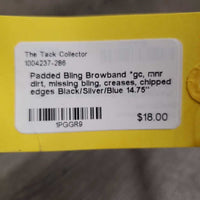 The Tack Collector
1004237-286
Padded Bling Browband *gc, mnr
dirt, missing bling, creases, chipped
edges Black/Silver/Blue 14.75"
1PGGR9
$18.00